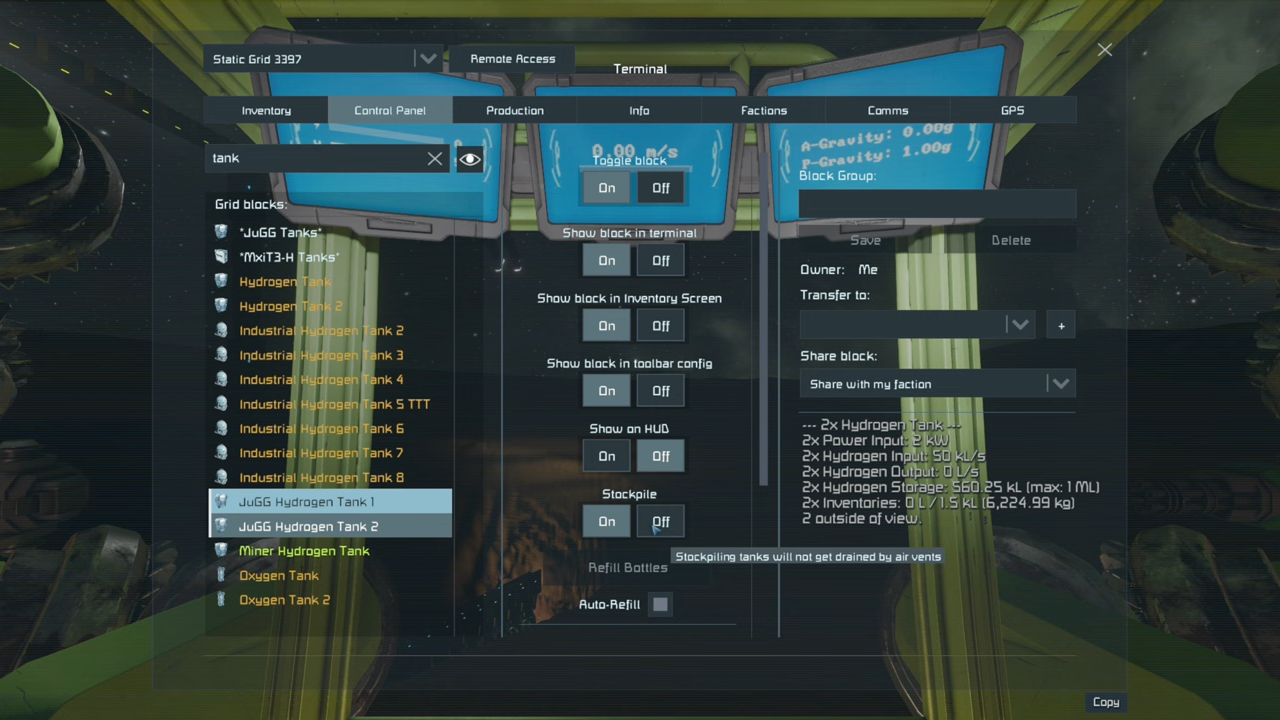 Static Grid 3397
Remote Access
Terminal
Inventory
Control Panel
Production
Info
Factions
Comms
GPS
tank
Grid blocks:
*JuGG Tanks*
*MxiT3-H Tanks*
Hydrogen Tank
Hydrogen Tank 2
Industrial Hydrogen Tank 2
Industrial Hydrogen Tank 3
Industrial Hydrogen Tank 4
Industrial Hydrogen Tank 5 TTT
Industrial Hydrogen Tank 6
Industrial Hydrogen Tank 7
Industrial Hydrogen Tank 8
JuGG Hydrogen Tank 1
JuGG Hydrogen Tank 2
Miner Hydrogen Tank
Oxygen Tank
Oxygen Tank 2
0.00 m/s
Toggle block
On Off
Show block in terminal
On Off
Show block in Inventory Screen
On Off
Show block in toolbar config
On Off
Show on HUD
On Off
Stockpile
On Off
Stockpiling tanks will not get drained by air vents
Refill Bottles
Auto-Refill
A-Gravity: 0.00g
P-Gravity: 1.00g
Block Group:
Save Delete
Owner: Me
Transfer to:
+
Share block:
Share with my faction
--- 2x Hydrogen Tank ---
2x Power Input: 2 kW
2x Hydrogen Input: 50 kL/s
2x Hydrogen Output: 0 L/s
2x Hydrogen Storage: 560.25 kL (max: 1 ML)
2x Inventories: 0 L / 1.5 kL (6,224.99 kg)
2 outside of view.
Copy